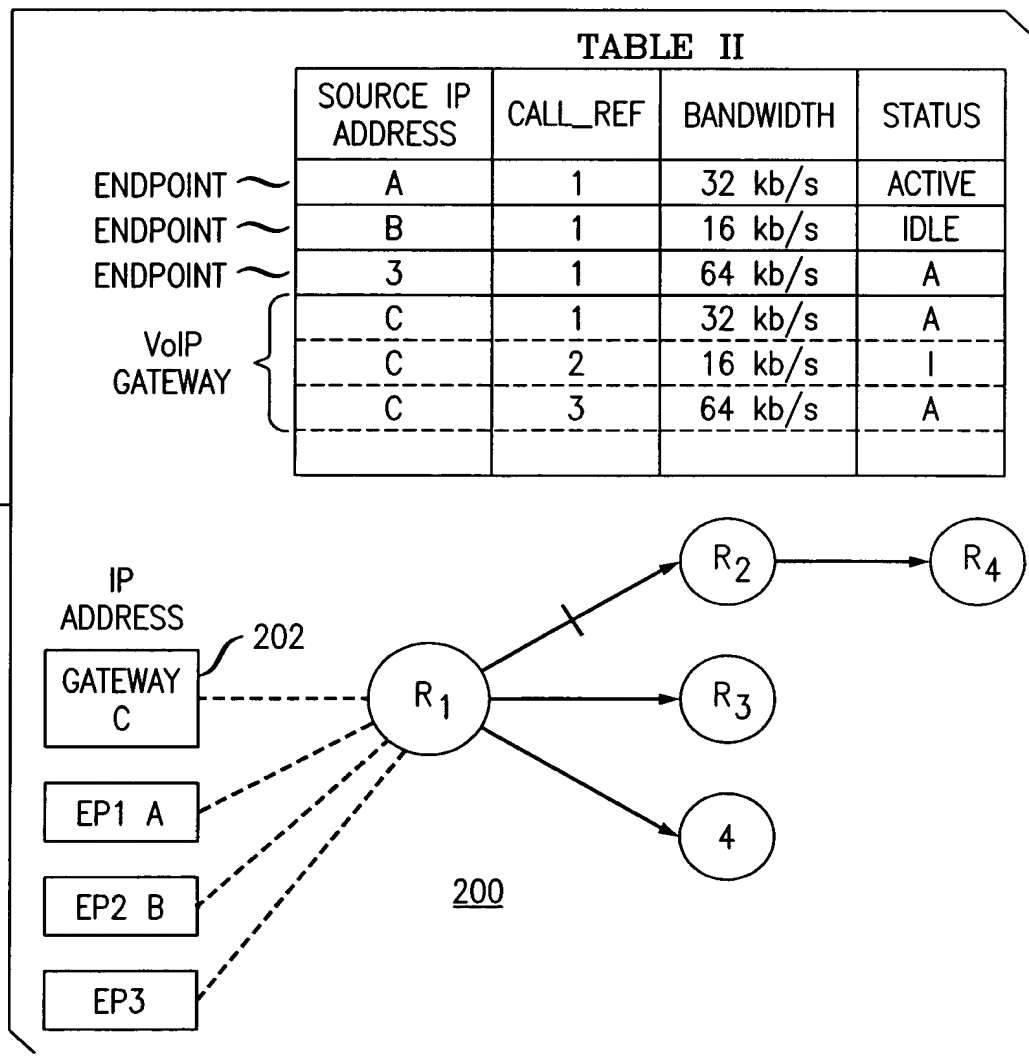 TABLE II
SOURCE IP ADDRESS CALL_REF BANDWIDTH STATUS
ENDPOINT A 1 32 kb/s ACTIVE
ENDPOINT B 1 16 kb/s IDLE
ENDPOINT 3 1 64 kb/s A
VoIP GATEWAY
C 1 32 kb/s A
C 2 16 kb/s I
C 3 64 kb/s A
IP
ADDRESS
202
GATEWAY
C
EP1 A
EP2 B
EP3
R1
R2
R4
R3
4
200